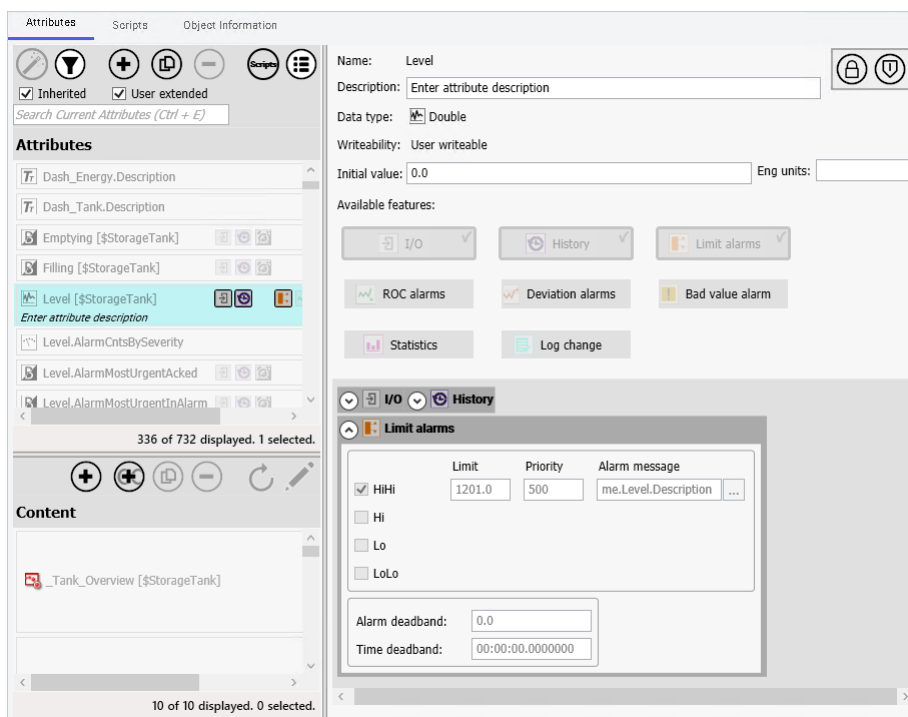 Attributes
Scripts
Object Information
Scripts
Inherited
User extended
Search Current Attributes (Ctrl + E)
Attributes
Dash_Energy.Description
Dash_Tank.Description
Emptying [$StorageTank]
Filling [$StorageTank]
Level [$StorageTank]
Enter attribute description
Level.AlarmCntsBySeverity
Level.AlarmMostUrgentAcked
Level.AlarmMostUrgentInAlarm
336 of 732 displayed. 1 selected.
Content
_Tank_Overview [$StorageTank]
10 of 10 displayed. 0 selected.
Name: Level
Description: Enter attribute description
Data type: Double
Writeability: User writeable
Initial value: 0.0
Eng units:
Available features:
I/O
History
Limit alarms
ROC alarms
Deviation alarms
Bad value alarm
Statistics
Log change
I/O
History
Limit alarms
Limit Priority Alarm message
HiHi 1201.0 500 me.Level.Description ...
Hi
Lo
LoLo
Alarm deadband: 0.0
Time deadband: 00:00:00.0000000